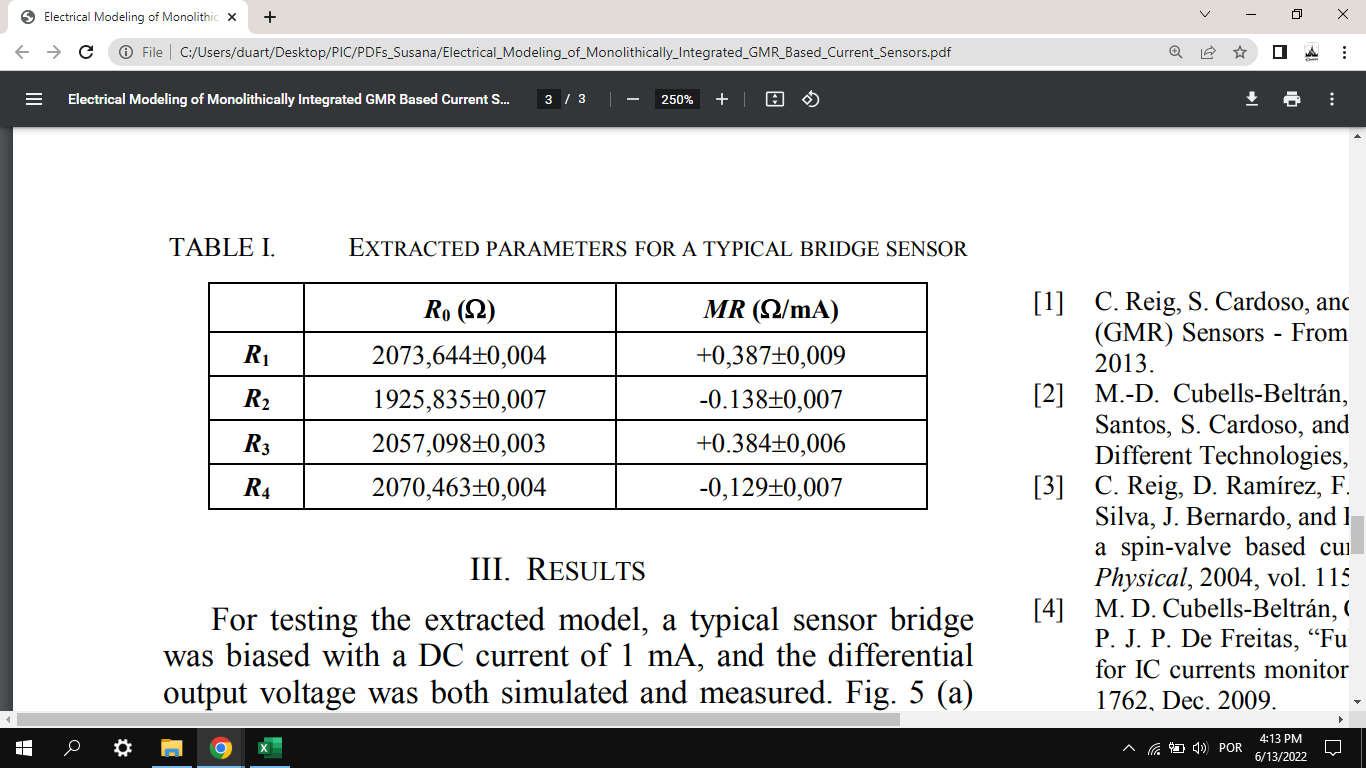 Electrical Modeling of Monolithic
File
C:/Users/duart/Desktop/PIC/PDFs_Susana/Electrical_Modeling_of_Monolithically_Integrated_GMR_Based_Current_Sensors.pdf
Electrical Modeling of Monolithically Integrated GMR Based Current S... 3 / 3 250%
TABLE I. EXTRACTED PARAMETERS FOR A TYPICAL BRIDGE SENSOR
R₀ (Ω) MR (Ω/mA)
R₁ 2073,644±0,004 +0,387±0,009
R₂ 1925,835±0,007 -0.138±0,007
R₃ 2057,098±0,003 +0.384±0,006
R₄ 2070,463±0,004 -0,129±0,007
III. RESULTS
For testing the extracted model, a typical sensor bridge
was biased with a DC current of 1 mA, and the differential
output voltage was both simulated and measured. Fig. 5 (a)
[1] C. Reig, S. Cardoso, and
(GMR) Sensors - From
2013.
[2] M.-D. Cubells-Beltrán,
Santos, S. Cardoso, and
Different Technologies,
[3] C. Reig, D. Ramírez, F.
Silva, J. Bernardo, and
a spin-valve based cur
Physical, 2004, vol. 115
[4] M. D. Cubells-Beltrán,
P. J. P. De Freitas, “Fu
for IC currents monitor
1762, Dec. 2009.
POR
4:13 PM
6/13/2022